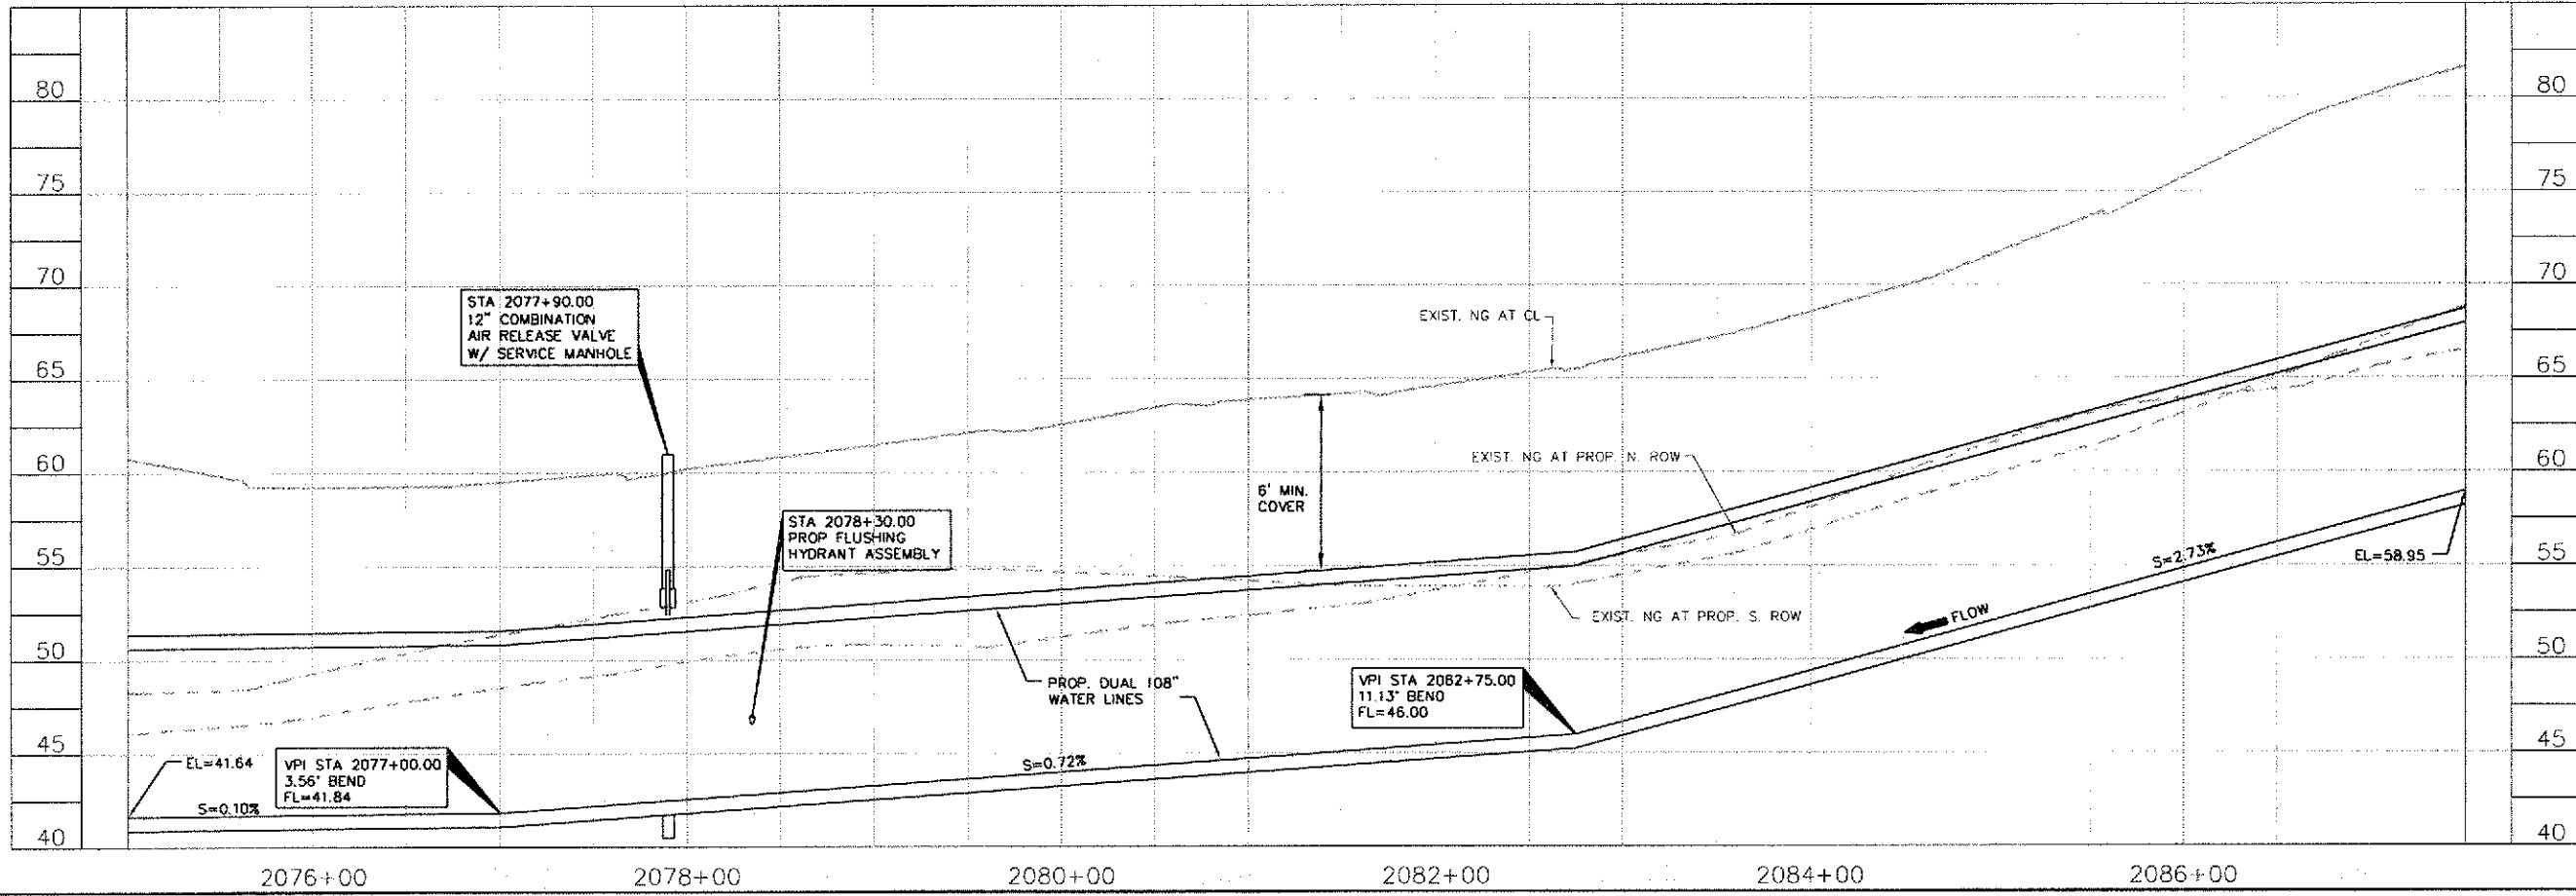 80
75
70
65
60
55
50
45
40
STA 2077+90.00
12" COMBINATION
AIR RELEASE VALVE
W/ SERVICE MANHOLE
STA 2078+30.00
PROP FLUSHING
HYDRANT ASSEMBLY
6' MIN.
COVER
EXIST. NG AT CL
EXIST. NG AT PROP. N. ROW
EXIST. NG AT PROP. S. ROW
PROP. DUAL 108"
WATER LINES
VPI STA 2082+75.00
11.13° BEND
FL=46.00
FLOW
S=2.73%
EL=58.95
EL=41.64
S=0.10%
VPI STA 2077+00.00
3.56° BEND
FL=41.84
S=0.72%
80
75
70
65
60
55
50
45
40
2076+00
2078+00
2080+00
2082+00
2084+00
2086+00